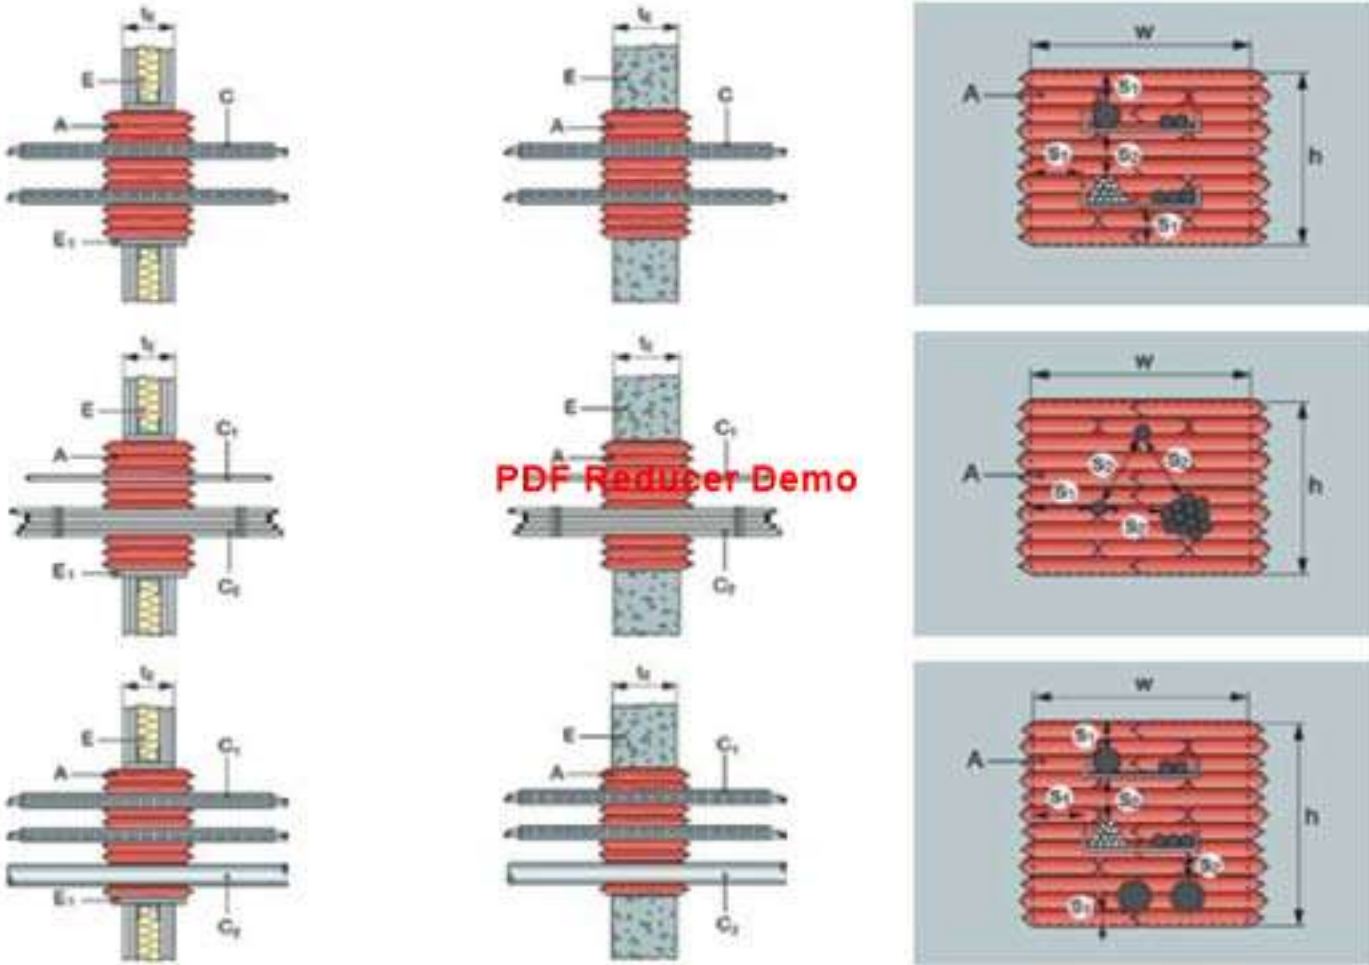 tE tE W
E E
C C
A A
A S₁
S₁ S₂ h
S₁
E₁
tE tE W
E E
C₁ C₁
A A
A S₂ S₂ h
PDF Reducer Demo
S₁
S₂
E₁
C₂ C₂
tE tE W
E E
C₁ C₁
S₁
A A A
S₁ S₂
h
S₂
E₁ S₁
C₂ C₂